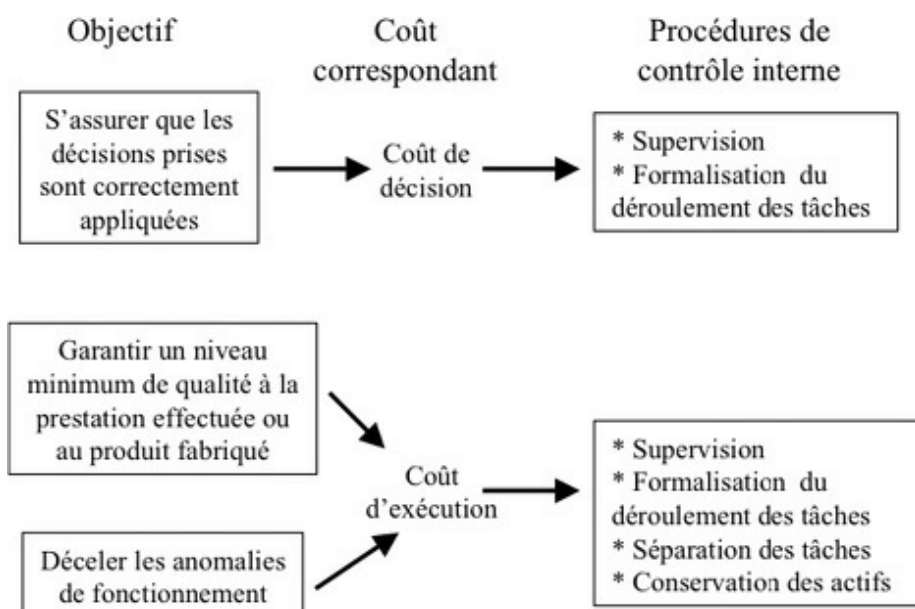 Objectif
Coût
correspondant
Procédures de
contrôle interne
S'assurer que les
décisions prises
sont correctement
appliquées
Coût de
décision
* Supervision
* Formalisation du
déroulement des tâches
Garantir un niveau
minimum de qualité à la
prestation effectuée ou
au produit fabriqué
Déceler les anomalies
de fonctionnement
Coût
d'exécution
* Supervision
* Formalisation du
déroulement des tâches
* Séparation des tâches
* Conservation des actifs